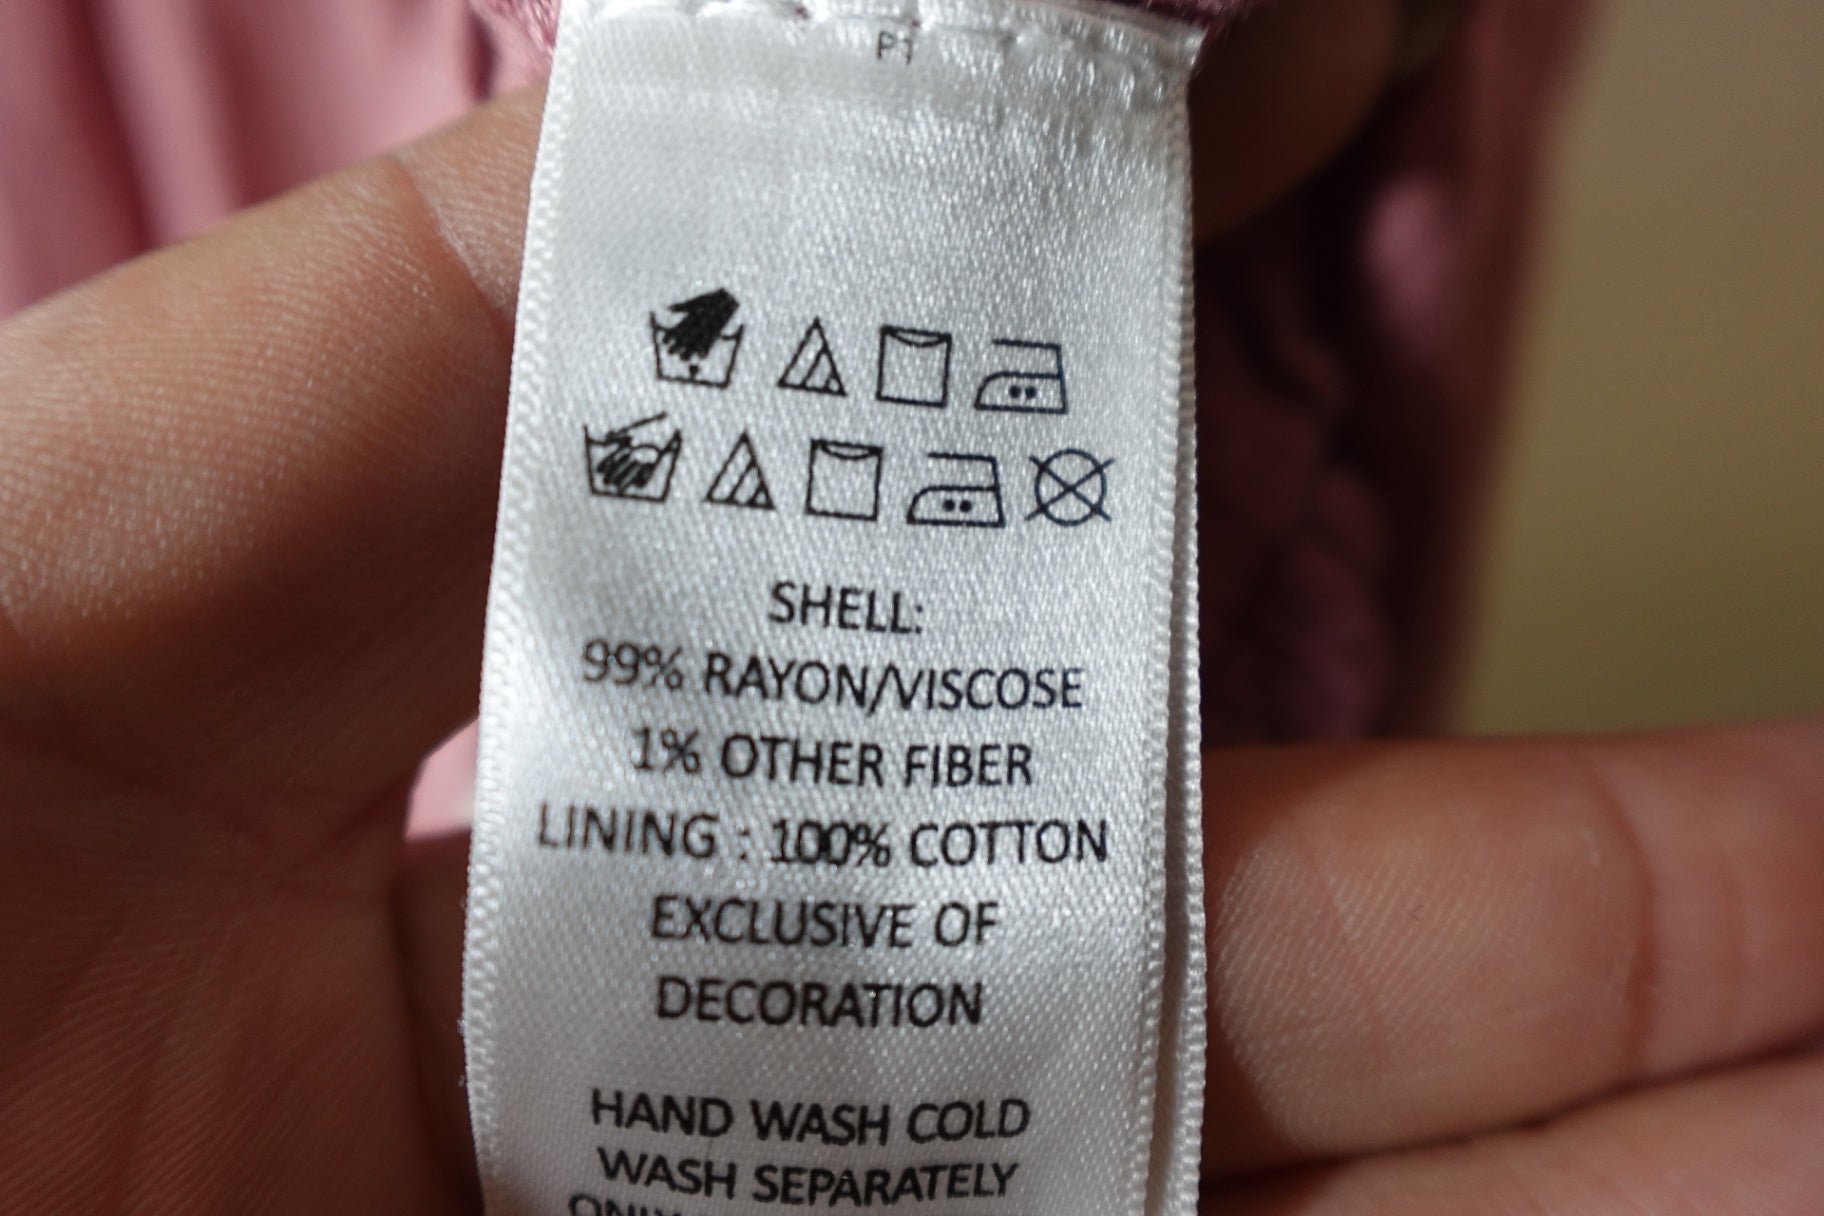 P1
SHELL:
99% RAYON/VISCOSE
1% OTHER FIBER
LINING : 100% COTTON
EXCLUSIVE OF
DECORATION
HAND WASH COLD
WASH SEPARATELY